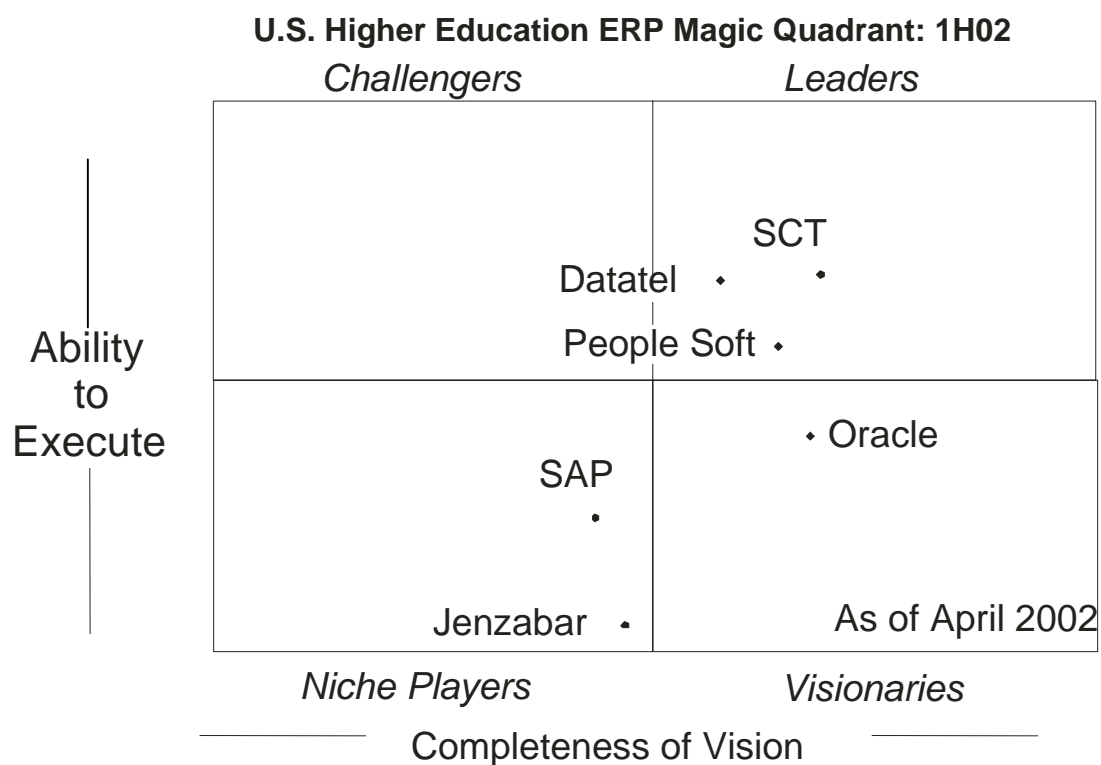 U.S. Higher Education ERP Magic Quadrant: 1H02
Challengers
Leaders
SCT
Datatel
People Soft
Ability
to
Execute
Oracle
SAP
Jenzabar
As of April 2002
Niche Players
Visionaries
Completeness of Vision